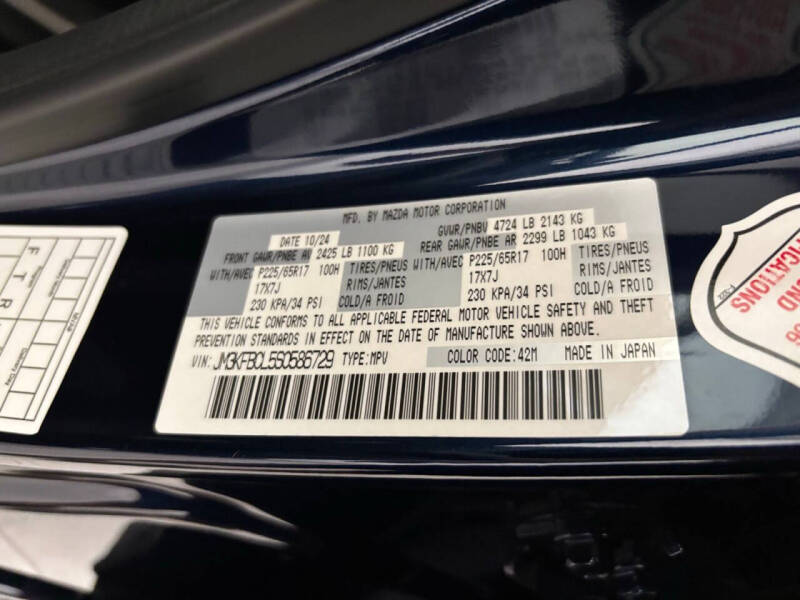 MFD. BY MAZDA MOTOR CORPORATION
DATE 10/24 GVWR/PNBV 4724 LB 2143 KG
FRONT GAWR/PNBE AV 2425 LB 1100 KG REAR GAWR/PNBE AR 2299 LB 1043 KG
WITH/AVEC P225/65R17 100H TIRES/PNEUS WITH/AVEC P225/65R17 100H TIRES/PNEUS
17X7J RIMS/JANTES 17X7J RIMS/JANTES
230 KPA/34 PSI COLD/A FROID 230 KPA/34 PSI COLD/A FROID
THIS VEHICLE CONFORMS TO ALL APPLICABLE FEDERAL MOTOR VEHICLE SAFETY AND THEFT
PREVENTION STANDARDS IN EFFECT ON THE DATE OF MANUFACTURE SHOWN ABOVE.
VIN: JM3KFBCL5S0586729 TYPE:MPV COLOR CODE:42M MADE IN JAPAN
F T R